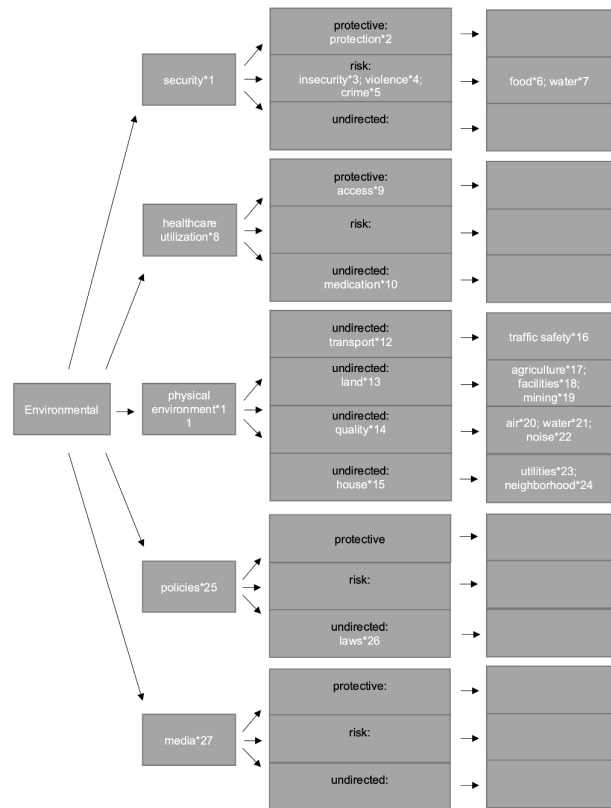 protective:
protection*2
risk:
insecurity*3; violence*4;
crime*5
undirected:
security*1
food*6; water*7
protective:
access*9
risk:
undirected:
medication*10
healthcare
utilization*8
undirected:
transport*12
traffic safety*16
undirected:
land*13
agriculture*17;
facilities*18;
mining*19
Environmental
physical
environment*1
1
undirected:
quality*14
air*20; water*21;
noise*22
undirected:
house*15
utilities*23;
neighborhood*24
protective
risk:
policies*25
undirected:
laws*26
protective:
risk:
media*27
undirected: